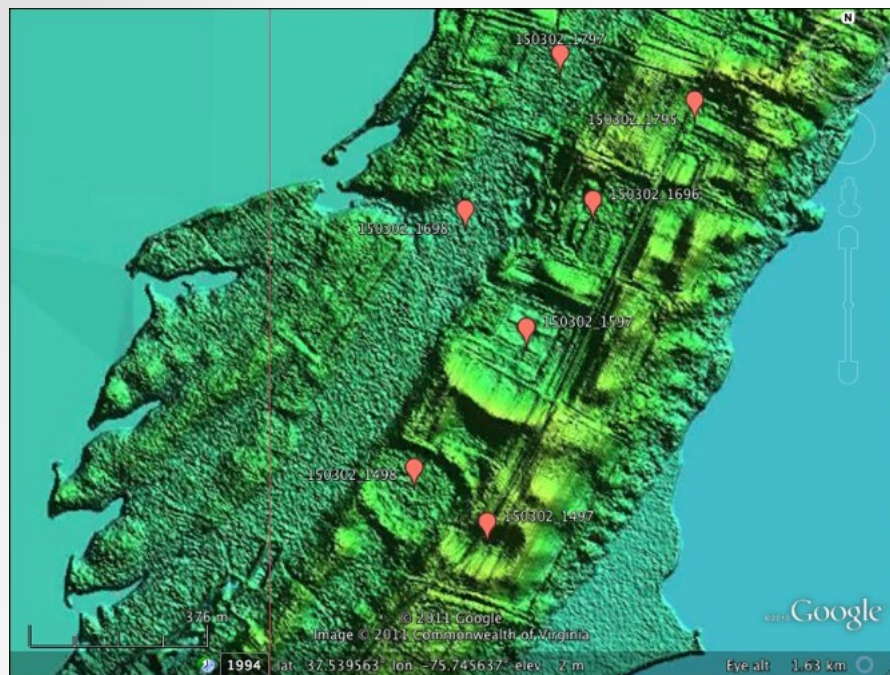 N
150302_1797
150302_1795
150302_1696
150302_1698
150302_1597
150302_1498
150302_1497
376 m
© 2011 Google
Image © 2011 Commonwealth of Virginia
Google
1994 lat 37.539563° lon -75.745637° elev 2 m Eye alt 1.63 km